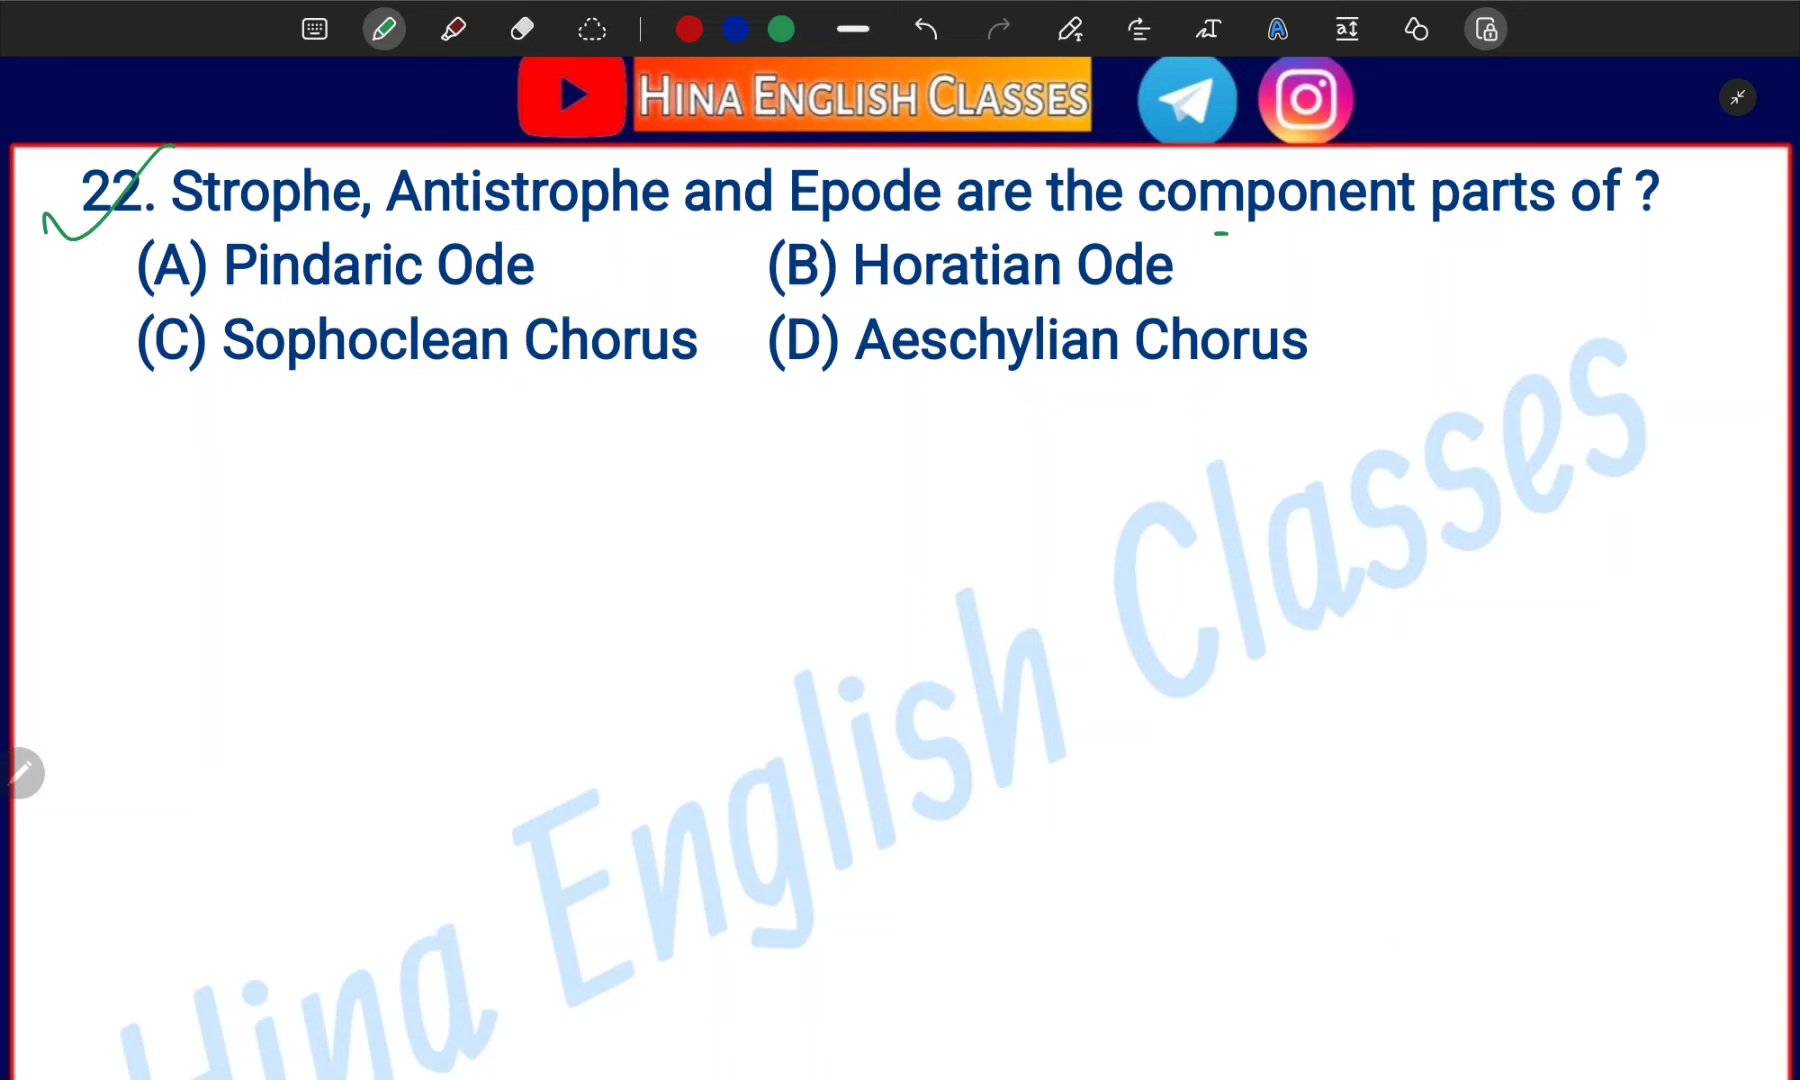 HINA ENGLISH CLASSES
22. Strophe, Antistrophe and Epode are the component parts of ?
(A) Pindaric Ode (B) Horatian Ode
(C) Sophoclean Chorus (D) Aeschylian Chorus
Hina English Classes